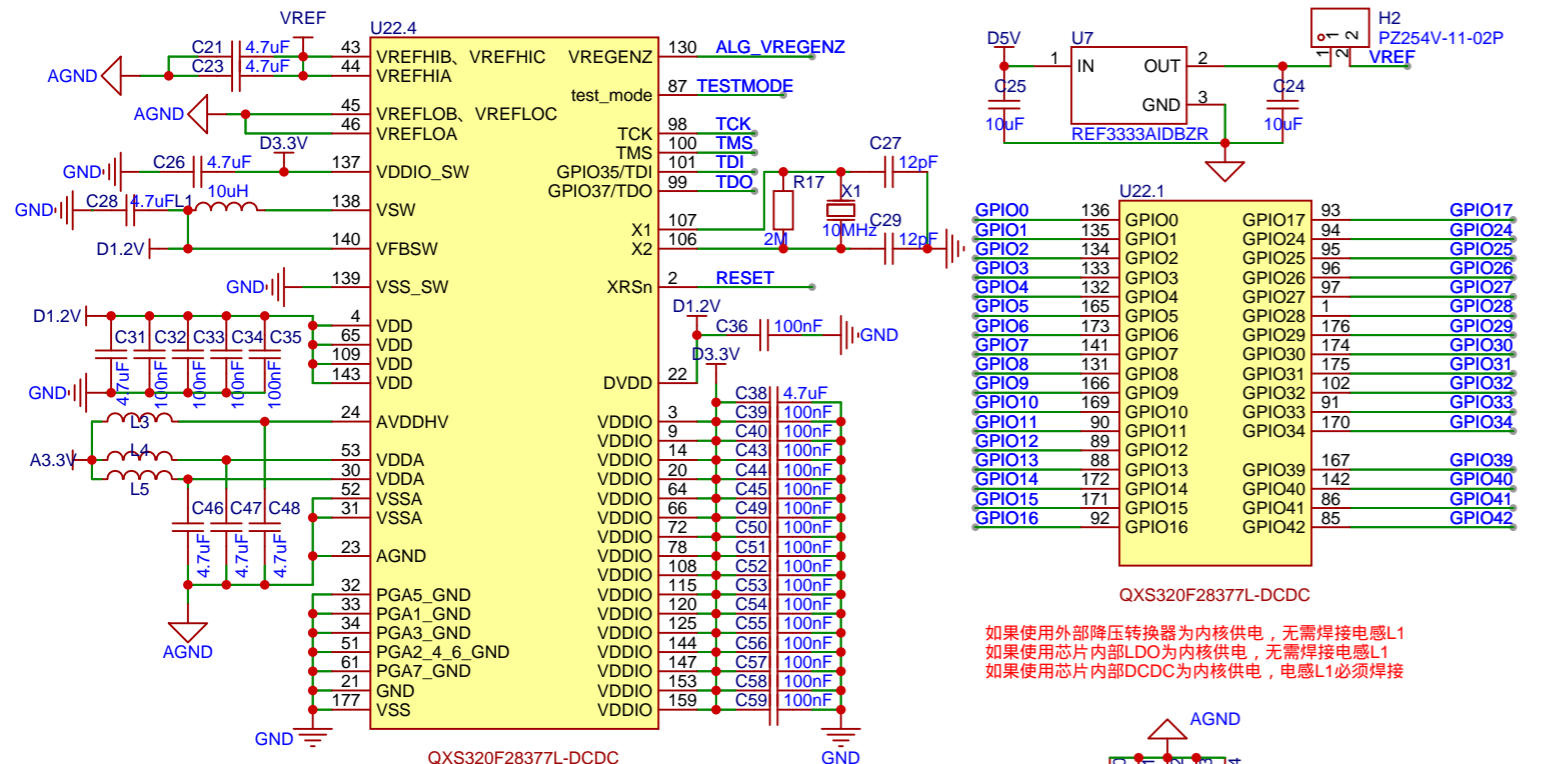 U22.4
VREF
C21 4.7uF
C23 4.7uF
AGND
43 VREFHIB、VREFHIC
44 VREFHIA
AGND
45 VREFLOB、VREFLOC
46 VREFLOA
D3.3V
GND C26 4.7uF
137 VDDIO_SW
GND C28 4.7uF L1 10uH
138 VSW
D1.2V
140 VFBSW
GND
139 VSS_SW
D1.2V
C31 C32 C33 C34 C35
4.7uF 100nF 100nF 100nF 100nF
GND
4 VDD
65 VDD
109 VDD
143 VDD
L3
24 AVDDHV
A3.3V
L4
53 VDDA
L5
30 VDDA
52 VSSA
31 VSSA
C46 C47 C48
4.7uF 4.7uF 4.7uF
23 AGND
AGND
32 PGA5_GND
33 PGA1_GND
34 PGA3_GND
51 PGA2_4_6_GND
61 PGA7_GND
21 GND
177 VSS
GND
VREGENZ 130 ALG_VREGENZ
test_mode 87 TESTMODE
TCK 98 TCK
TMS 100 TMS
GPIO35/TDI 101 TDI
GPIO37/TDO 99 TDO
X1 107
X2 106
R17
2M
X1
10MHz
C27
12pF
C29
12pF
XRSn 2 RESET
D1.2V
C36 100nF GND
D3.3V
DVDD 22
C38 4.7uF
VDDIO 3 C39 100nF
VDDIO 9 C40 100nF
VDDIO 14 C43 100nF
VDDIO 20 C44 100nF
VDDIO 64 C45 100nF
VDDIO 66 C49 100nF
VDDIO 72 C50 100nF
VDDIO 78 C51 100nF
VDDIO 108 C52 100nF
VDDIO 115 C53 100nF
VDDIO 120 C54 100nF
VDDIO 125 C55 100nF
VDDIO 144 C56 100nF
VDDIO 147 C57 100nF
VDDIO 153 C58 100nF
VDDIO 159 C59 100nF
GND
QXS320F28377L-DCDC
D5V
U7
1 IN
OUT 2
GND 3
REF3333AIDBZR
C25
10uF
C24
10uF
H2
PZ254V-11-02P
1 2
1 2
VREF
U22.1
GPIO0 136 GPIO0
GPIO1 135 GPIO1
GPIO2 134 GPIO2
GPIO3 133 GPIO3
GPIO4 132 GPIO4
GPIO5 165 GPIO5
GPIO6 173 GPIO6
GPIO7 141 GPIO7
GPIO8 131 GPIO8
GPIO9 166 GPIO9
GPIO10 169 GPIO10
GPIO11 90 GPIO11
GPIO12 89 GPIO12
GPIO13 88 GPIO13
GPIO14 172 GPIO14
GPIO15 171 GPIO15
GPIO16 92 GPIO16
GPIO17 93 GPIO17
GPIO24 94 GPIO24
GPIO25 95 GPIO25
GPIO26 96 GPIO26
GPIO27 97 GPIO27
GPIO28 1 GPIO28
GPIO29 176 GPIO29
GPIO30 174 GPIO30
GPIO31 175 GPIO31
GPIO32 102 GPIO32
GPIO33 91 GPIO33
GPIO34 170 GPIO34
GPIO39 167 GPIO39
GPIO40 142 GPIO40
GPIO41 86 GPIO41
GPIO42 85 GPIO42
QXS320F28377L-DCDC
如果使用外部降压转换器为内核供电，无需焊接电感L1
如果使用芯片内部LDO为内核供电，无需焊接电感L1
如果使用芯片内部DCDC为内核供电，电感L1必须焊接
AGND